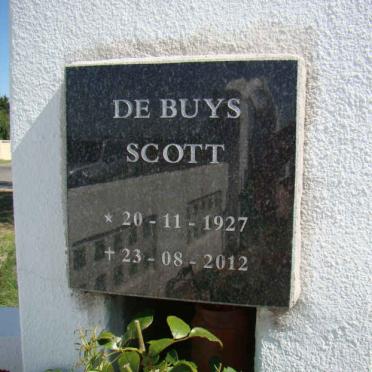 DE BUYS
SCOTT
* 20 - 11 - 1927
† 23 - 08 - 2012